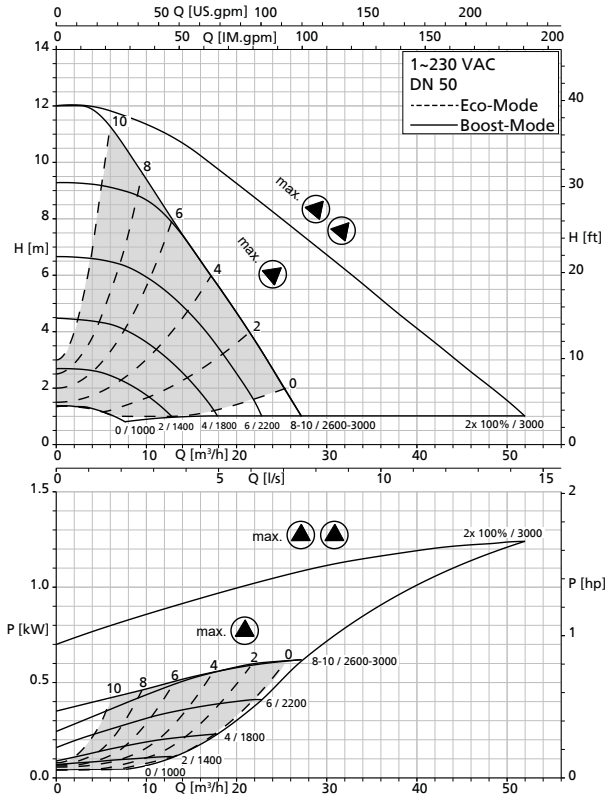 0 50 Q [US.gpm] 100 150 200
0 Q [IM.gpm] 50 100 150 200
14 12 10 8 H [m] 6 4 2 0
1~230 VAC
DN 50
Eco-Mode
Boost-Mode
40 30 H [ft] 20 10 0
10
8
6
4
2
0
max.
max.
0 / 1000 2 / 1400 4 / 1800 6 / 2200 8-10 / 2600-3000 2x 100% / 3000
0 10 Q [m³/h] 20 30 40 50
0 5 Q [l/s] 10 15
1.5 1.0 P [kW] 0.5 0.0
2 P [hp] 1 0
2x 100% / 3000
max.
max.
10 8 6 4 2 0
8-10 / 2600-3000
6 / 2200
4 / 1800
2 / 1400
0 / 1000
0 10 Q [m³/h] 20 30 40 50